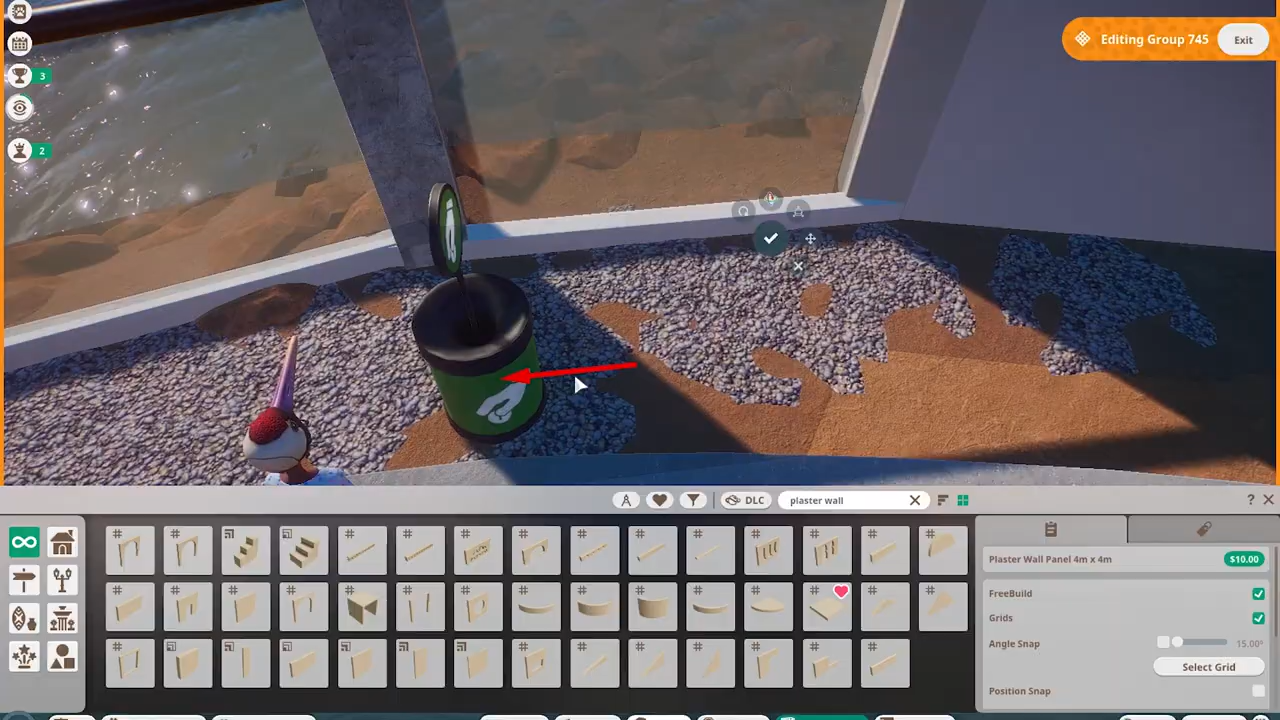 Editing Group 745
Exit
3
2
DLC
plaster wall
?
Plaster Wall Panel 4m x 4m
$10.00
FreeBuild
Grids
Angle Snap
15.00°
Select Grid
Position Snap